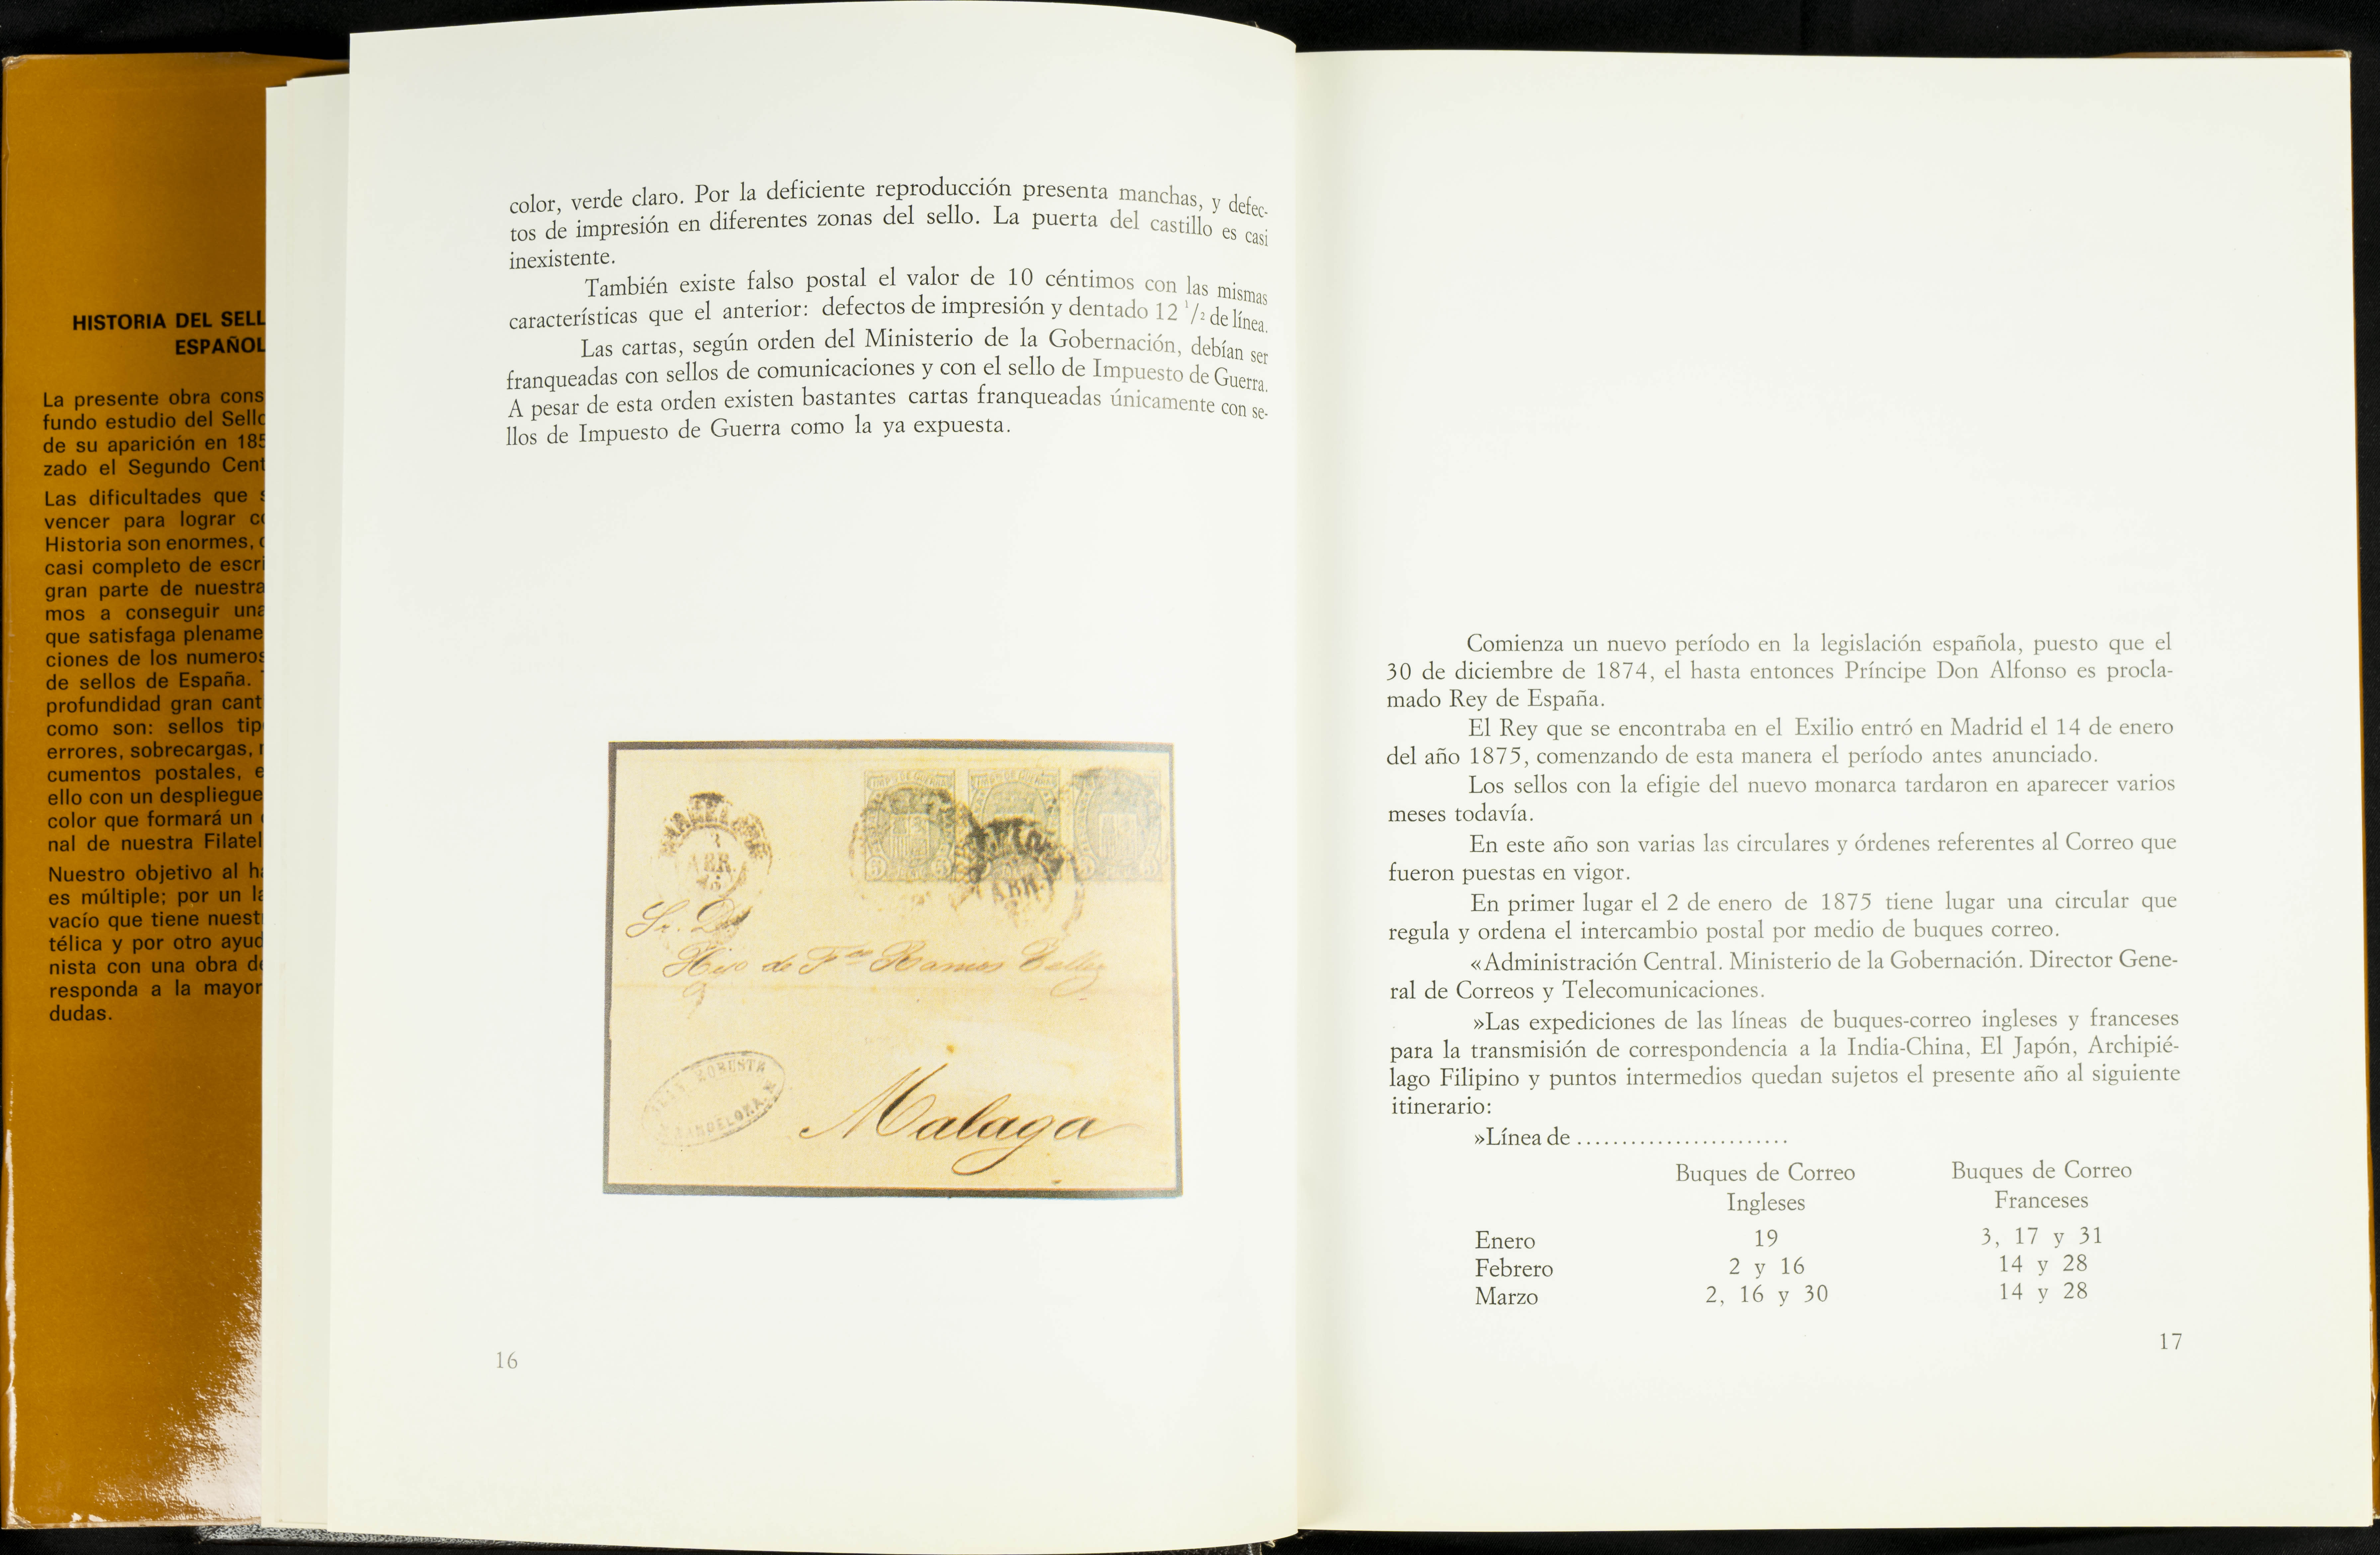 HISTORIA DEL SELL
ESPAÑOL
La presente obra cons
fundo estudio del Sello
de su aparición en 185
zado el Segundo Cent
Las dificultades que s
vencer para lograr co
Historia son enormes, c
casi completo de escri
gran parte de nuestra
mos a conseguir una
que satisfaga plename
ciones de los numeros
de sellos de España.
profundidad gran cant
como son: sellos tip
errores, sobrecargas, r
cumentos postales, e
ello con un despliegue
color que formará un
nal de nuestra Filatel
Nuestro objetivo al ha
es múltiple; por un la
vacío que tiene nuest
télica y por otro ayud
nista con una obra de
responda a la mayor
dudas.
color, verde claro. Por la deficiente reproducción presenta manchas, y defec-
tos de impresión en diferentes zonas del sello. La puerta del castillo es casi
inexistente.
También existe falso postal el valor de 10 céntimos con las mismas
características que el anterior: defectos de impresión y dentado 12 1/2 de línea.
Las cartas, según orden del Ministerio de la Gobernación, debían ser
franqueadas con sellos de comunicaciones y con el sello de Impuesto de Guerra.
A pesar de esta orden existen bastantes cartas franqueadas únicamente con se-
llos de Impuesto de Guerra como la ya expuesta.
ABR.
ABR.
Sr. D.
Hijo de Fco Ramos Tellez
BARCELONA
Malaga
16
Comienza un nuevo período en la legislación española, puesto que el
30 de diciembre de 1874, el hasta entonces Príncipe Don Alfonso es procla-
mado Rey de España.
El Rey que se encontraba en el Exilio entró en Madrid el 14 de enero
del año 1875, comenzando de esta manera el período antes anunciado.
Los sellos con la efigie del nuevo monarca tardaron en aparecer varios
meses todavía.
En este año son varias las circulares y órdenes referentes al Correo que
fueron puestas en vigor.
En primer lugar el 2 de enero de 1875 tiene lugar una circular que
regula y ordena el intercambio postal por medio de buques correo.
«Administración Central. Ministerio de la Gobernación. Director Gene-
ral de Correos y Telecomunicaciones.
»Las expediciones de las líneas de buques-correo ingleses y franceses
para la transmisión de correspondencia a la India-China, El Japón, Archipié-
lago Filipino y puntos intermedios quedan sujetos el presente año al siguiente
itinerario:
»Línea de ........................
Buques de Correo Buques de Correo
Ingleses Franceses
Enero 19 3, 17 y 31
Febrero 2 y 16 14 y 28
Marzo 2, 16 y 30 14 y 28
17